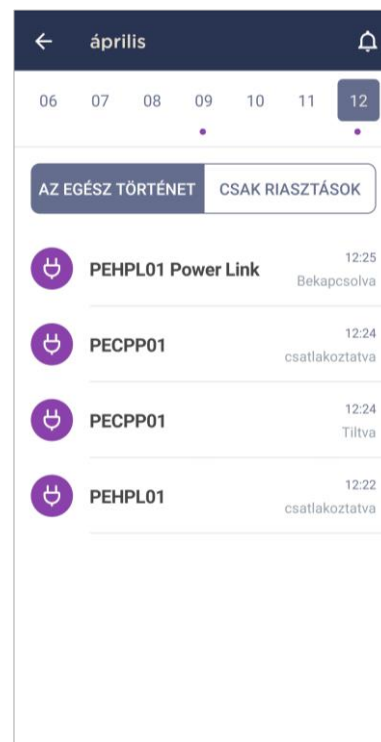 április
06 07 08 09 10 11 12
AZ EGÉSZ TÖRTÉNET CSAK RIASZTÁSOK
PEHPL01 Power Link 12:25
Bekapcsolva
PECPP01 12:24
csatlakoztatva
PECPP01 12:24
Tiltva
PEHPL01 12:22
csatlakoztatva